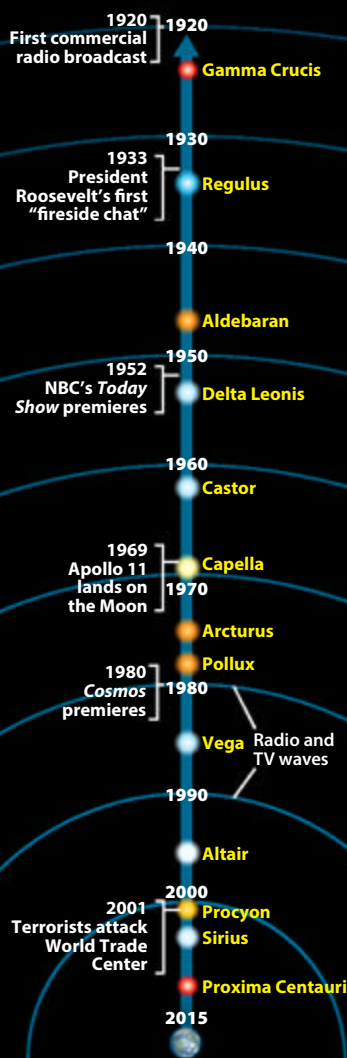 1920
First commercial
radio broadcast
1920
Gamma Crucis
1930
1933
President
Roosevelt’s first
“fireside chat”
Regulus
1940
Aldebaran
1950
1952
NBC’s Today
Show premieres
Delta Leonis
1960
Castor
1969
Apollo 11
lands on
the Moon
Capella
1970
Arcturus
Pollux
1980
Cosmos
premieres
1980
Vega
Radio and
TV waves
1990
Altair
2000
2001
Terrorists attack
World Trade
Center
Procyon
Sirius
Proxima Centauri
2015